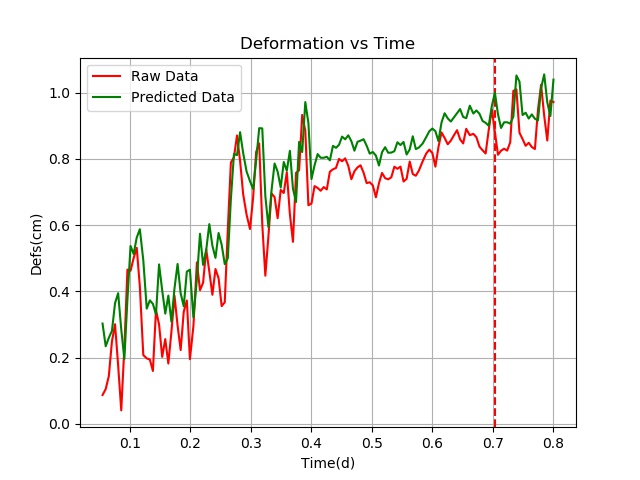 Deformation vs Time
Raw Data
Predicted Data
Defs(cm)
1.0
0.8
0.6
0.4
0.2
0.0
0.1 0.2 0.3 0.4 0.5 0.6 0.7 0.8
Time(d)